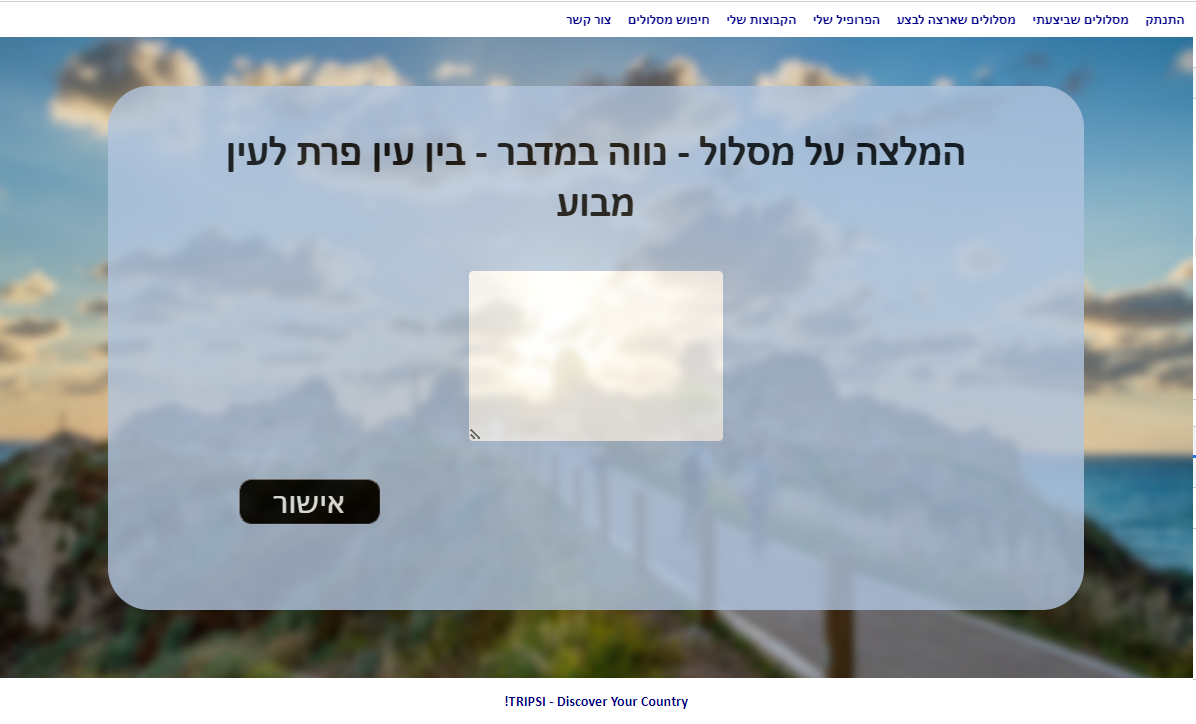 התנתק מסלולים שביצעתי מסלולים שארצה לבצע הפרופיל שלי הקבוצות שלי חיפוש מסלולים צור קשר
המלצה על מסלול - נווה במדבר - בין עין פרת לעין
מבוע
אישור
!TRIPSI - Discover Your Country